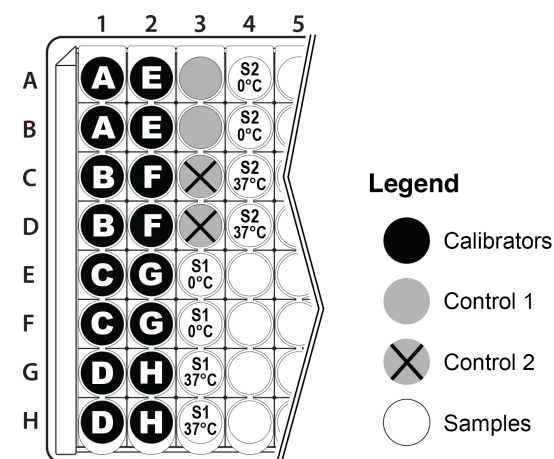 1 2 3 4 5
A A E S2 0°C
B A E S2 0°C
C B F S2 37°C
D B F S2 37°C
E C G S1 0°C
F C G S1 0°C
G D H S1 37°C
H D H S1 37°C
Legend
Calibrators
Control 1
Control 2
Samples